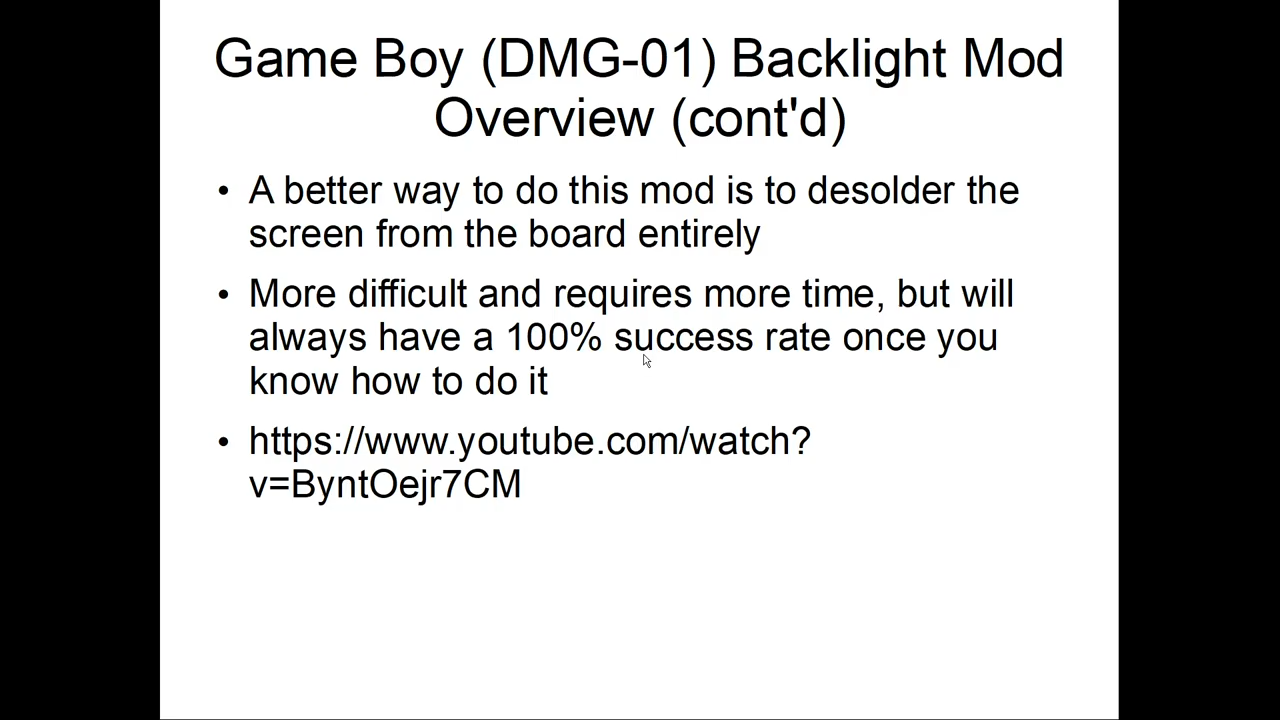 Game Boy (DMG-01) Backlight Mod
Overview (cont'd)
• A better way to do this mod is to desolder the
screen from the board entirely
• More difficult and requires more time, but will
always have a 100% success rate once you
know how to do it
• https://www.youtube.com/watch?
v=ByntOejr7CM